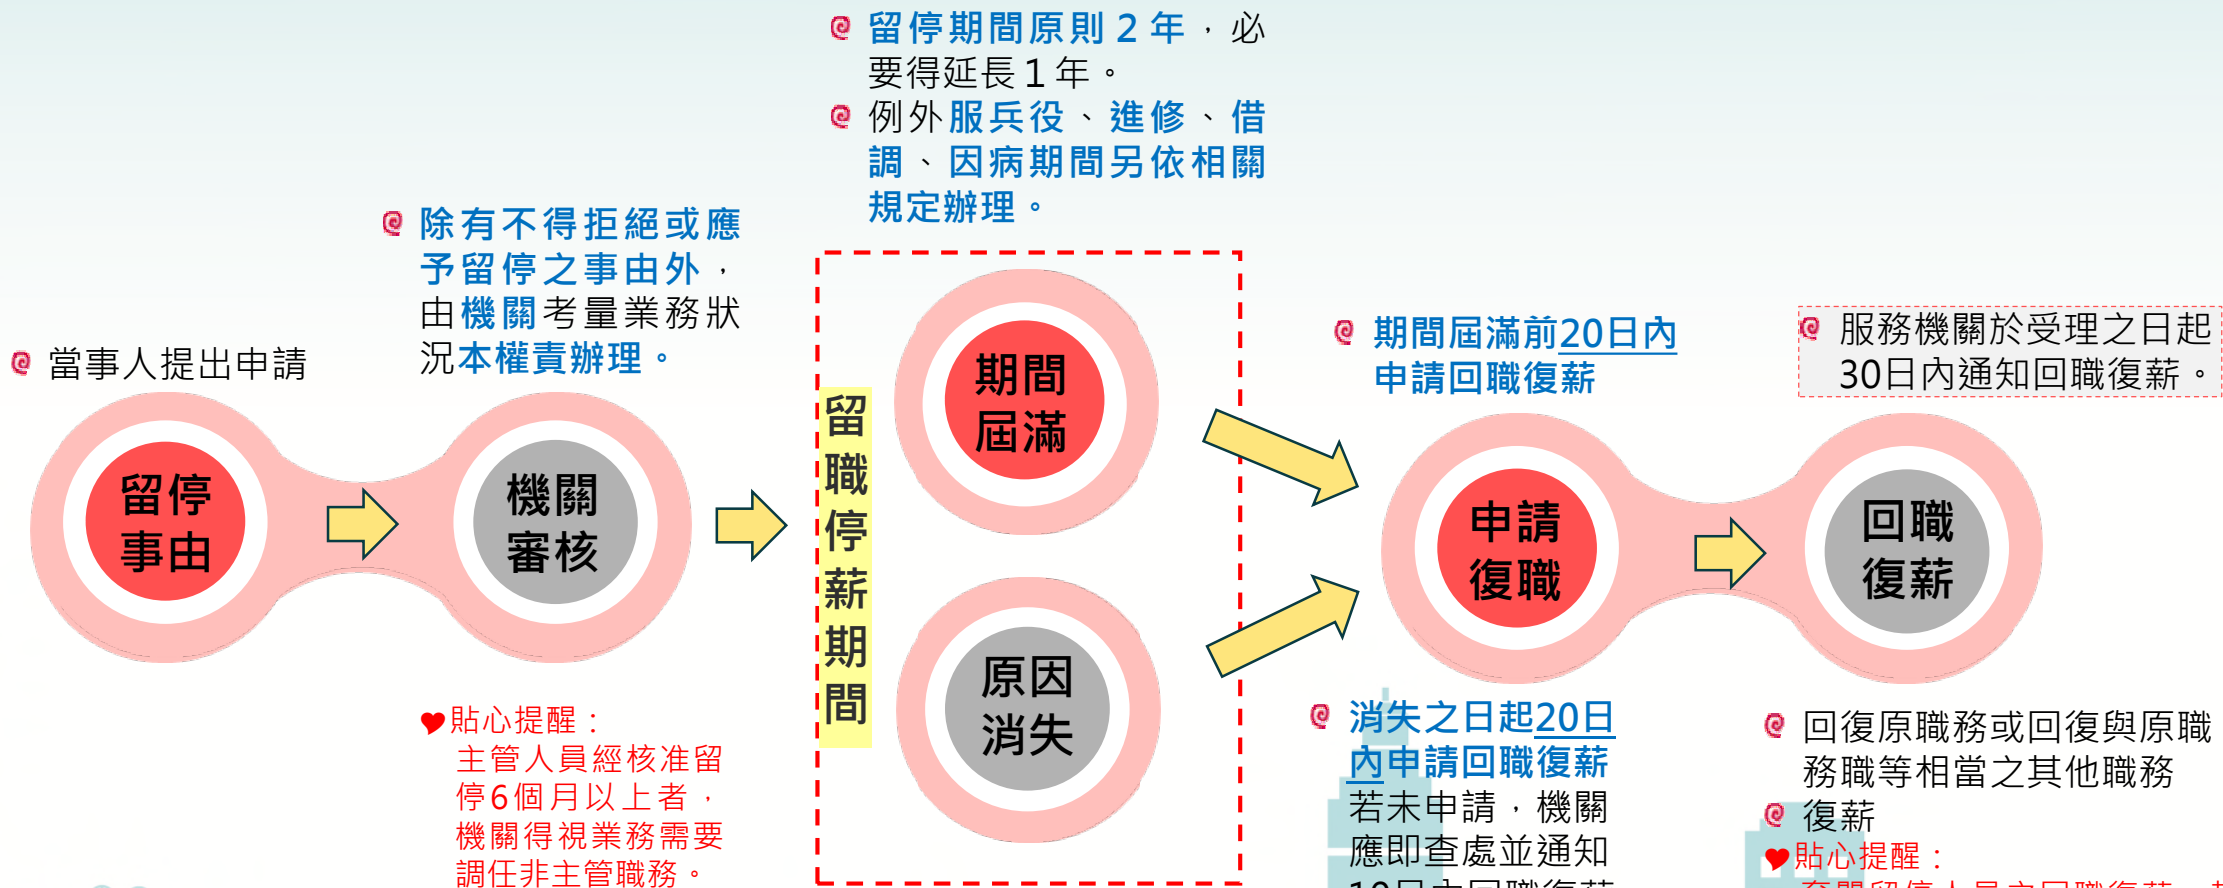 留停期間原則2年，必
要得延長1年。
例外服兵役、進修、借
調、因病期間另依相關
規定辦理。
除有不得拒絕或應
予留停之事由外，
由機關考量業務狀
況本權責辦理。
當事人提出申請
留停
事由
機關
審核
貼心提醒：
主管人員經核准留
停6個月以上者，
機關得視業務需要
調任非主管職務。
留職停薪期間
期間
屆滿
原因
消失
期間屆滿前20日內
申請回職復薪
申請
復職
消失之日起20日
內申請回職復薪
若未申請，機關
應即查處並通知
10日內回職復薪
服務機關於受理之日起
30日內通知回職復薪。
回職
復薪
回復原職務或回復與原職
務職等相當之其他職務
復薪
貼心提醒：